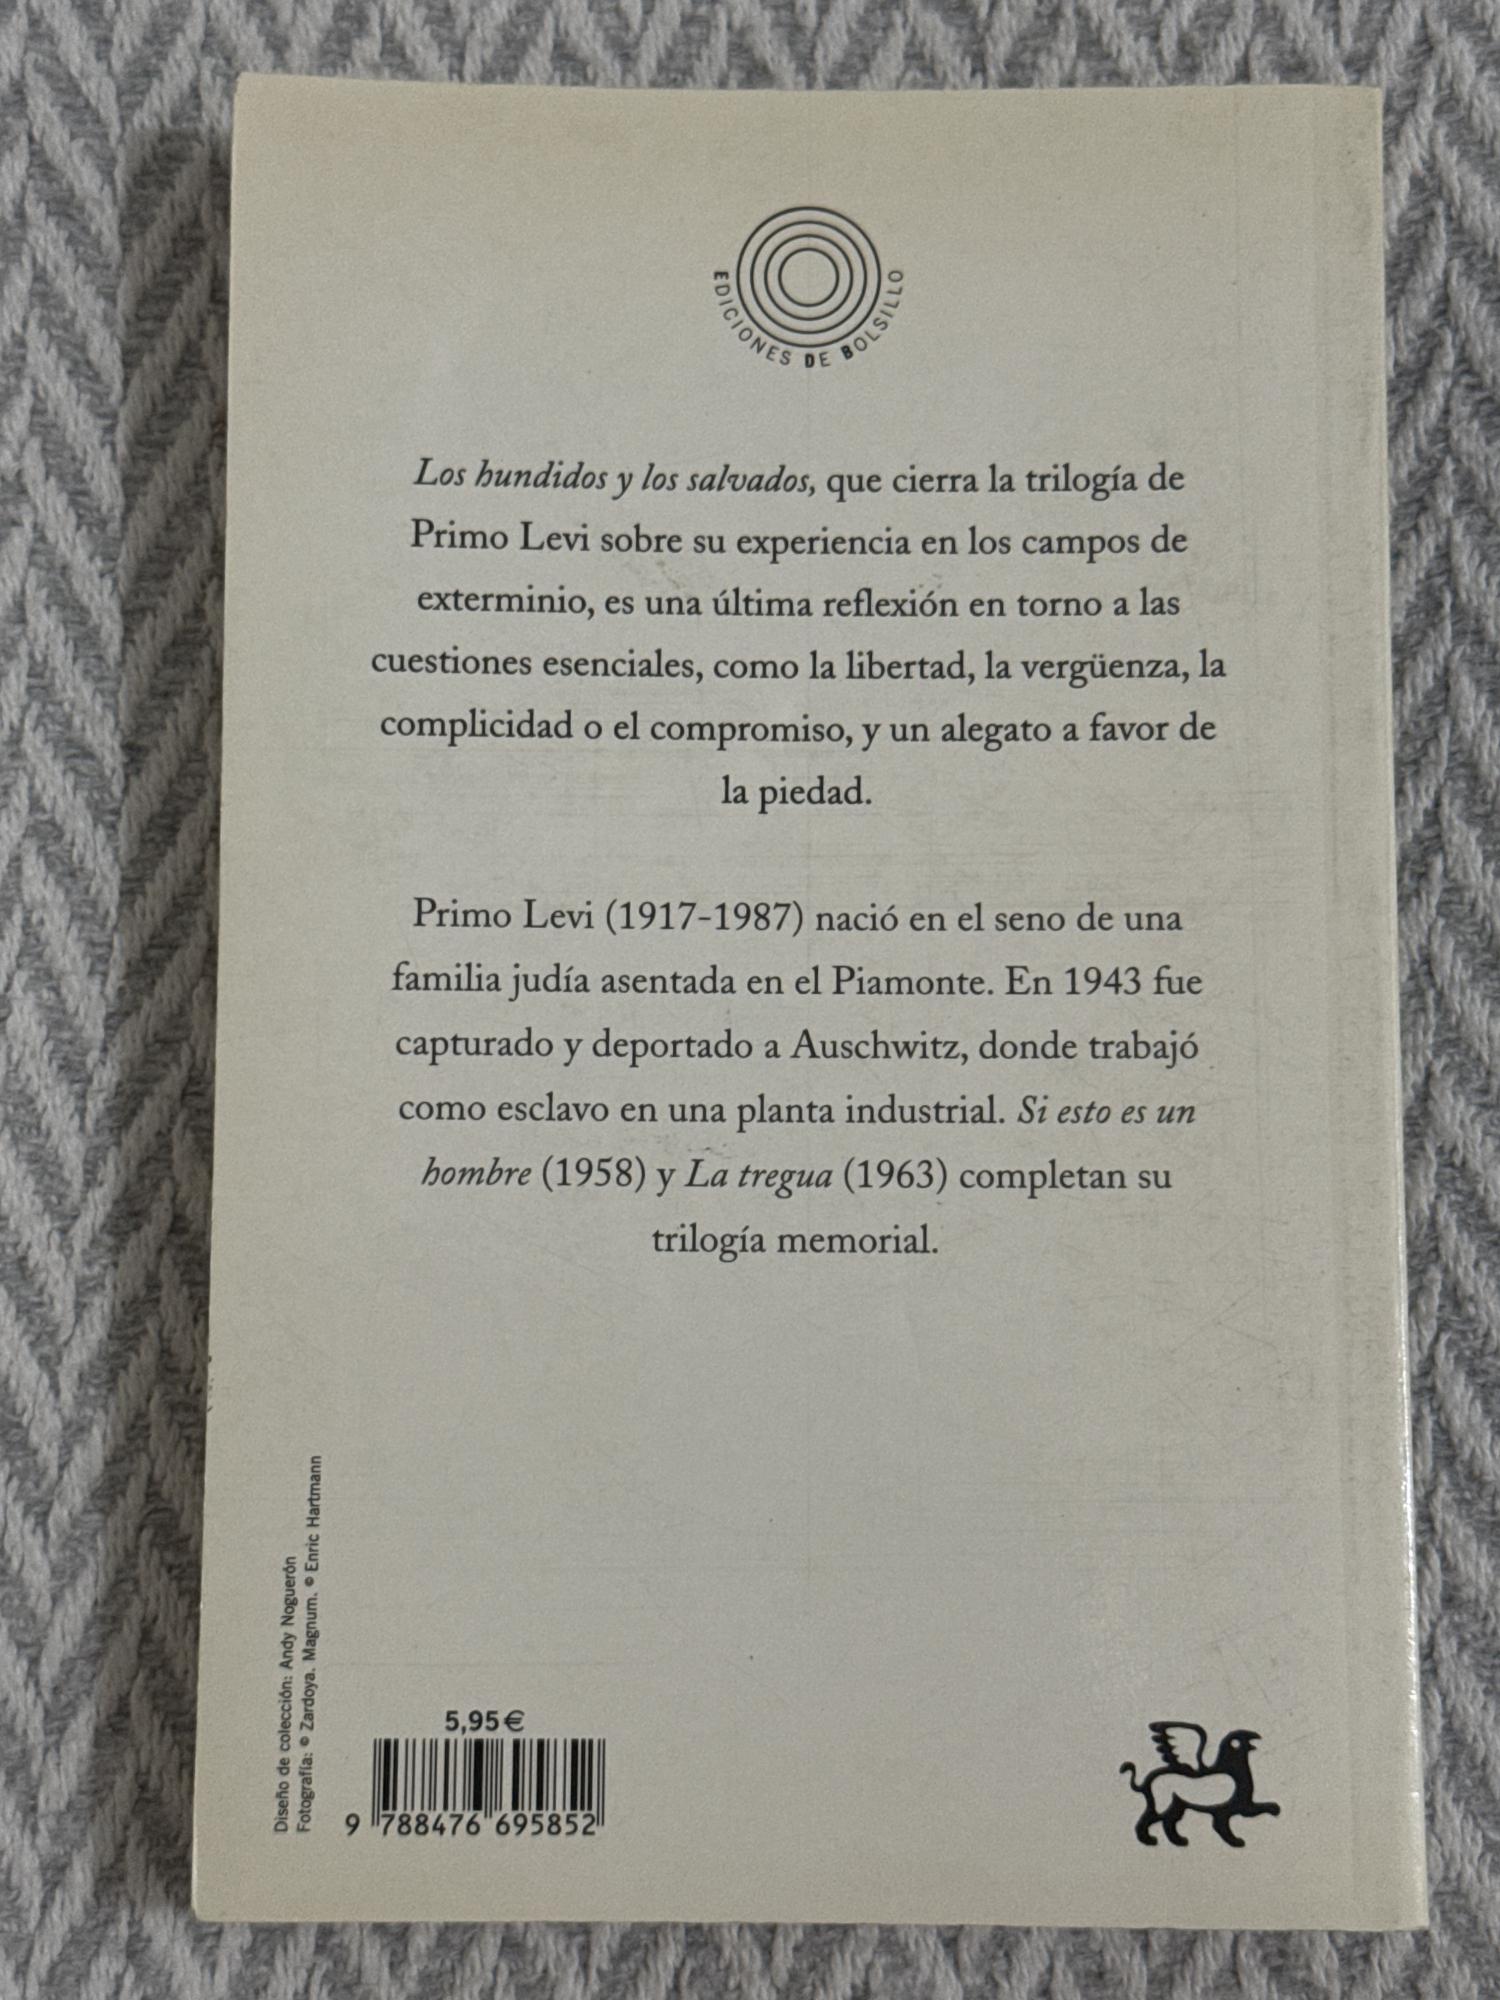 EDICIONES DE BOLSILLO
Los hundidos y los salvados, que cierra la trilogía de
Primo Levi sobre su experiencia en los campos de
exterminio, es una última reflexión en torno a las
cuestiones esenciales, como la libertad, la vergüenza, la
complicidad o el compromiso, y un alegato a favor de
la piedad.
Primo Levi (1917-1987) nació en el seno de una
familia judía asentada en el Piamonte. En 1943 fue
capturado y deportado a Auschwitz, donde trabajó
como esclavo en una planta industrial. Si esto es un
hombre (1958) y La tregua (1963) completan su
trilogía memorial.
Diseño de colección: Andy Noguerón
Fotografía: © Zardoya. Magnum. © Enric Hartmann
5,95€
9 788476 695852